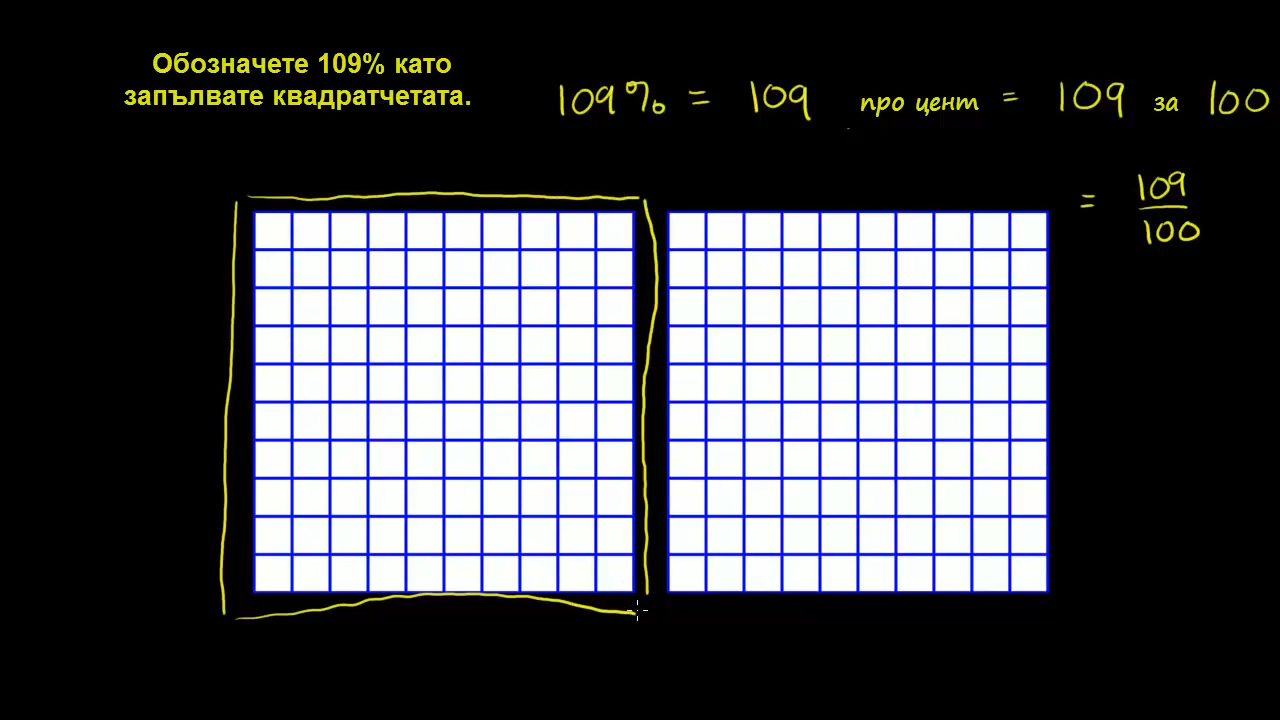 Обозначете 109% като
запълвате квадратчетата.
109% = 109 про цент = 109 за 100
= 109/100